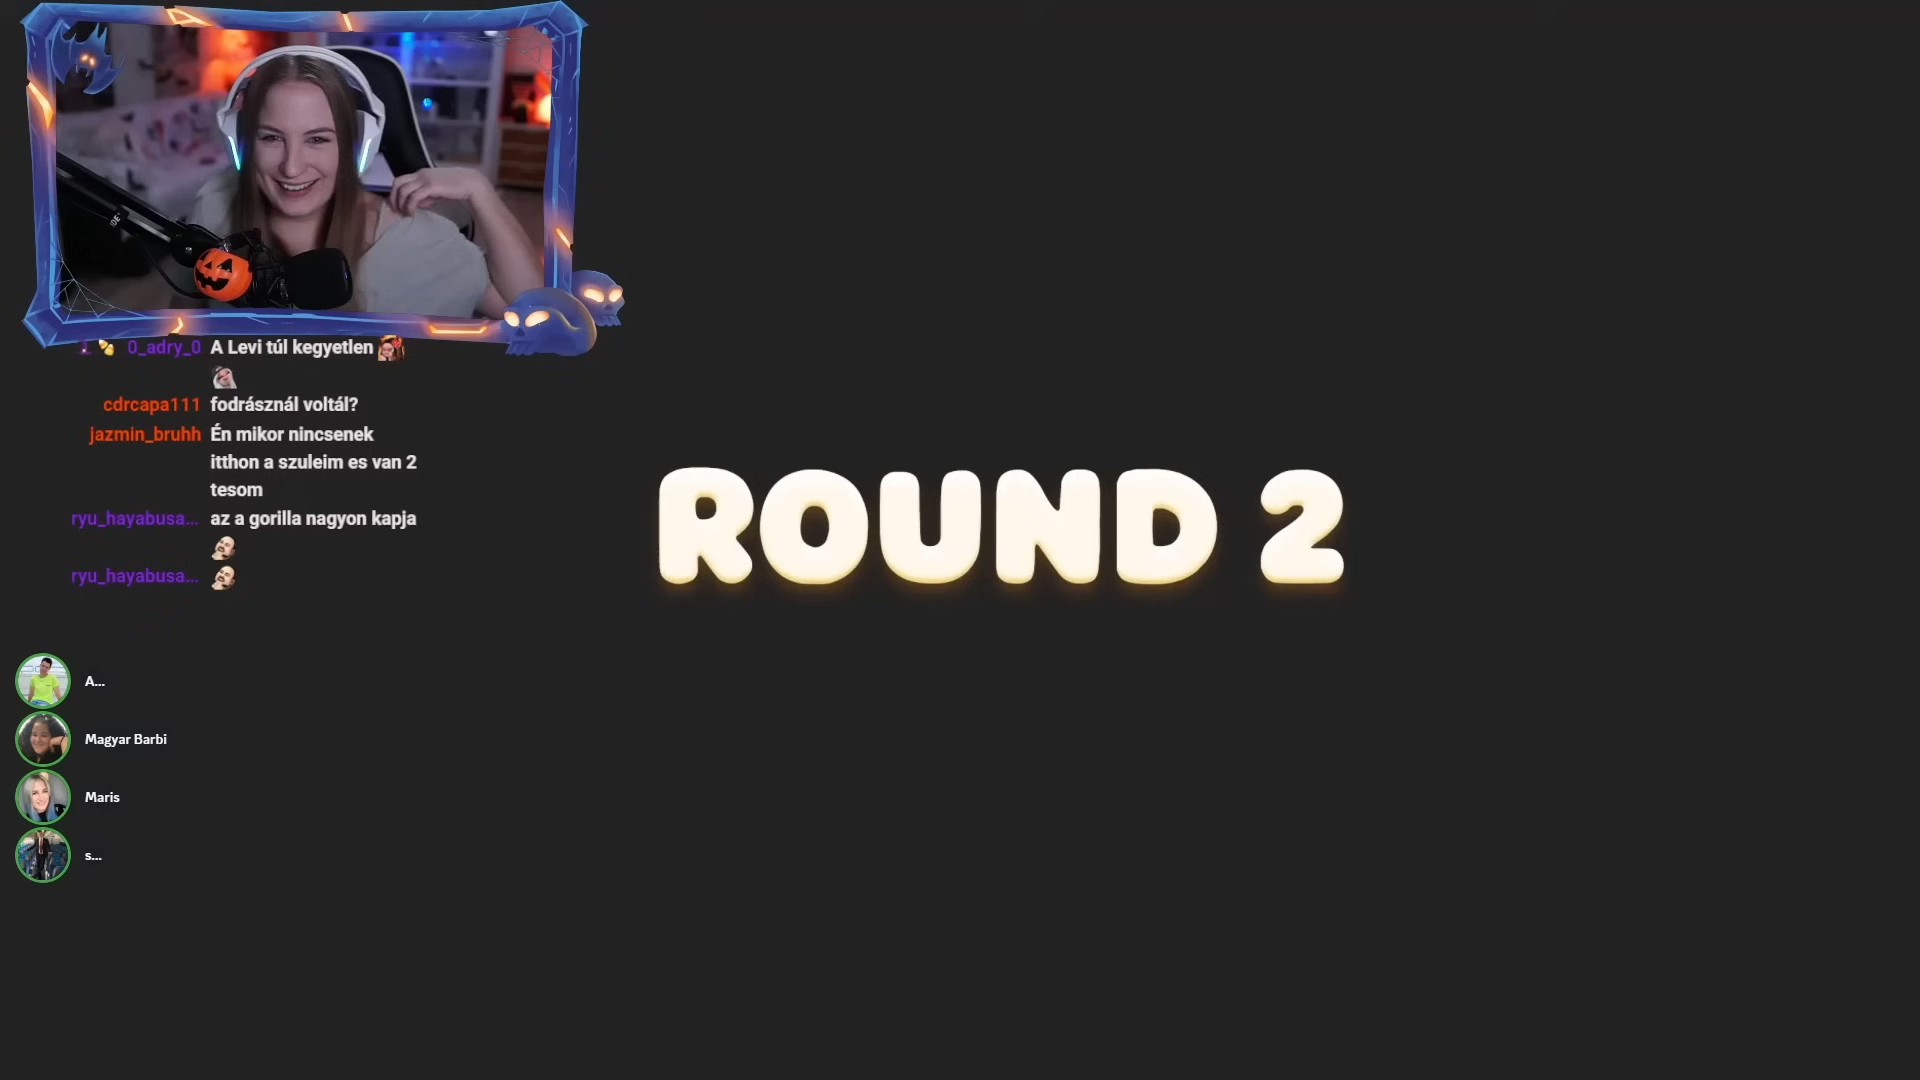 0_adry_0 A Levi túl kegyetlen
cdrcapa111 fodrásznál voltál?
jazmin_bruhh Én mikor nincsenek
itthon a szuleim es van 2
tesom
ryu_hayabusa... az a gorilla nagyon kapja
ryu_hayabusa...
ROUND 2
A...
Magyar Barbi
Maris
s...